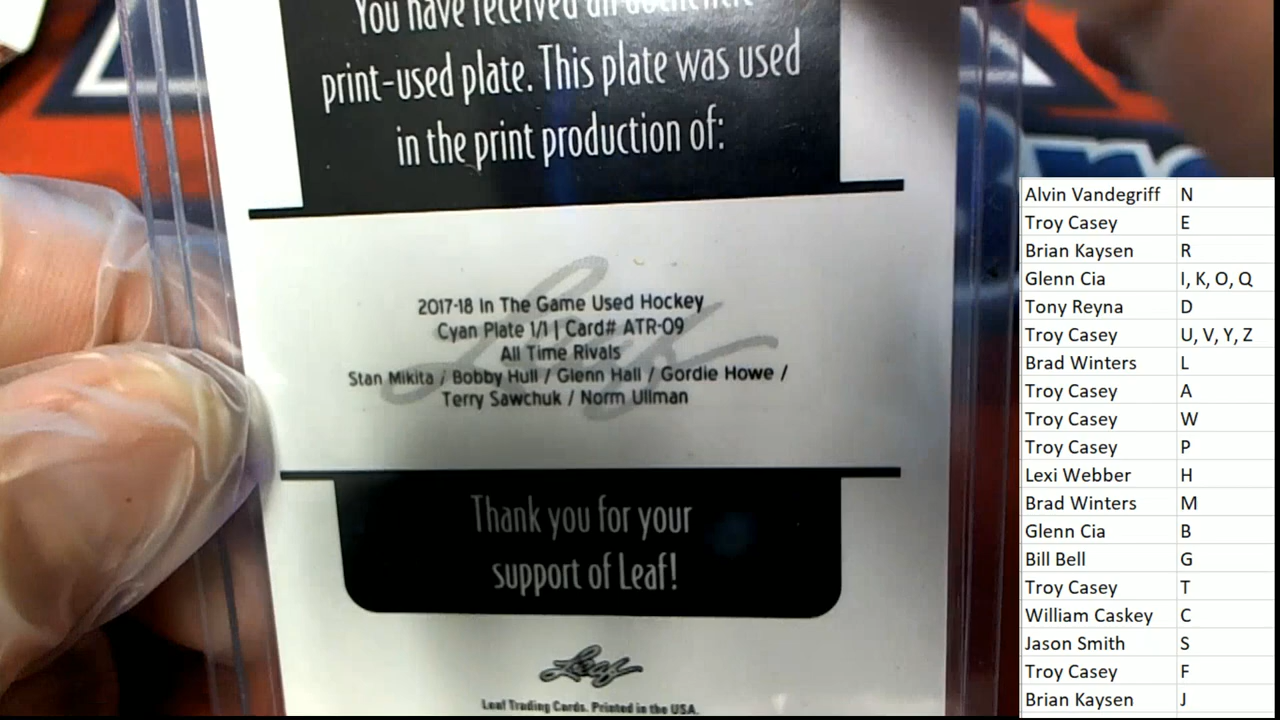 You have received an authentic
print-used plate. This plate was used
in the print production of:
2017-18 In The Game Used Hockey
Cyan Plate 1/1 | Card# ATR-09
All Time Rivals
Stan Mikita / Bobby Hull / Glenn Hall / Gordie Howe /
Terry Sawchuk / Norm Ullman
Thank you for your
support of Leaf!
Leaf
Leaf Trading Cards. Printed in the USA.
Alvin Vandegriff N
Troy Casey E
Brian Kaysen R
Glenn Cia I, K, O, Q
Tony Reyna D
Troy Casey U, V, Y, Z
Brad Winters L
Troy Casey A
Troy Casey W
Troy Casey P
Lexi Webber H
Brad Winters M
Glenn Cia B
Bill Bell G
Troy Casey T
William Caskey C
Jason Smith S
Troy Casey F
Brian Kaysen J